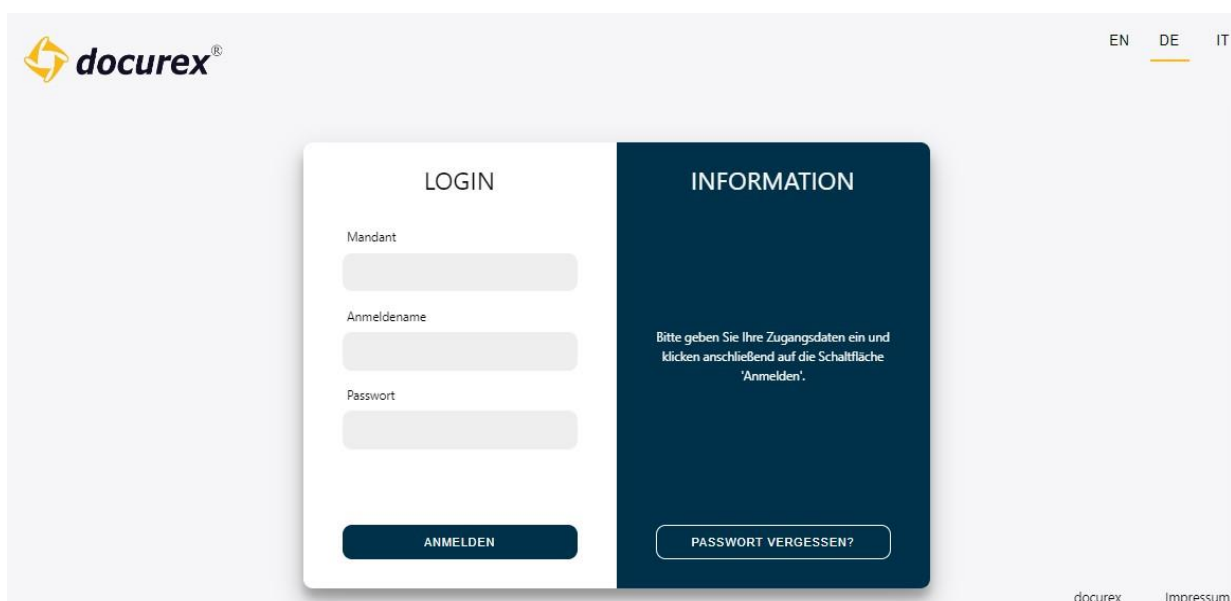 docurex®
EN DE IT
LOGIN
Mandant
Anmeldename
Passwort
ANMELDEN
INFORMATION
Bitte geben Sie Ihre Zugangsdaten ein und
klicken anschließend auf die Schaltfläche
'Anmelden'.
PASSWORT VERGESSEN?
docurex Impressum